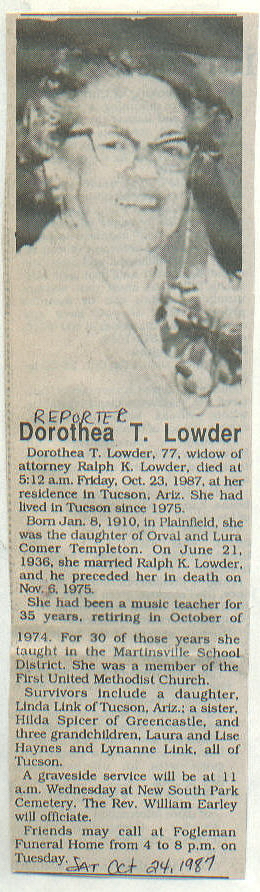 REPORTER
Dorothea T. Lowder
Dorothea T. Lowder, 77, widow of
attorney Ralph K. Lowder, died at
5:12 a.m. Friday, Oct. 23, 1987, at her
residence in Tucson, Ariz. She had
lived in Tucson since 1975.
Born Jan. 8, 1910, in Plainfield, she
was the daughter of Orval and Lura
Comer Templeton. On June 21,
1936, she married Ralph K. Lowder,
and he preceded her in death on
Nov. 6, 1975.
She had been a music teacher for
35 years, retiring in October of
1974. For 30 of those years she
taught in the Martinsville School
District. She was a member of the
First United Methodist Church.
Survivors include a daughter,
Linda Link of Tucson, Ariz.; a sister,
Hilda Spicer of Greencastle, and
three grandchildren, Laura and Lise
Haynes and Lynanne Link, all of
Tucson.
A graveside service will be at 11
a.m. Wednesday at New South Park
Cemetery. The Rev. William Earley
will officiate.
Friends may call at Fogleman
Funeral Home from 4 to 8 p.m. on
Tuesday.
SAT Oct 24, 1987